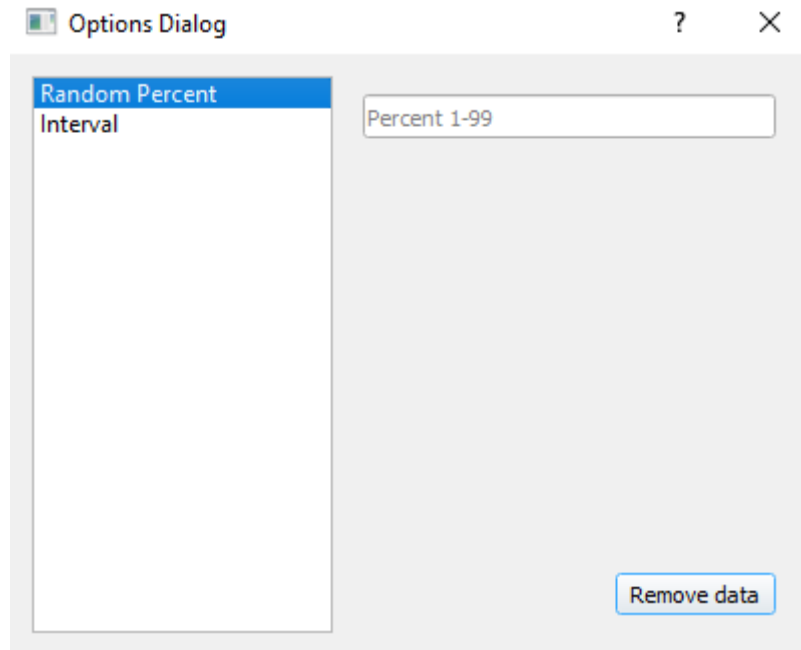 Options Dialog
?
Random Percent
Interval
Percent 1-99
Remove data